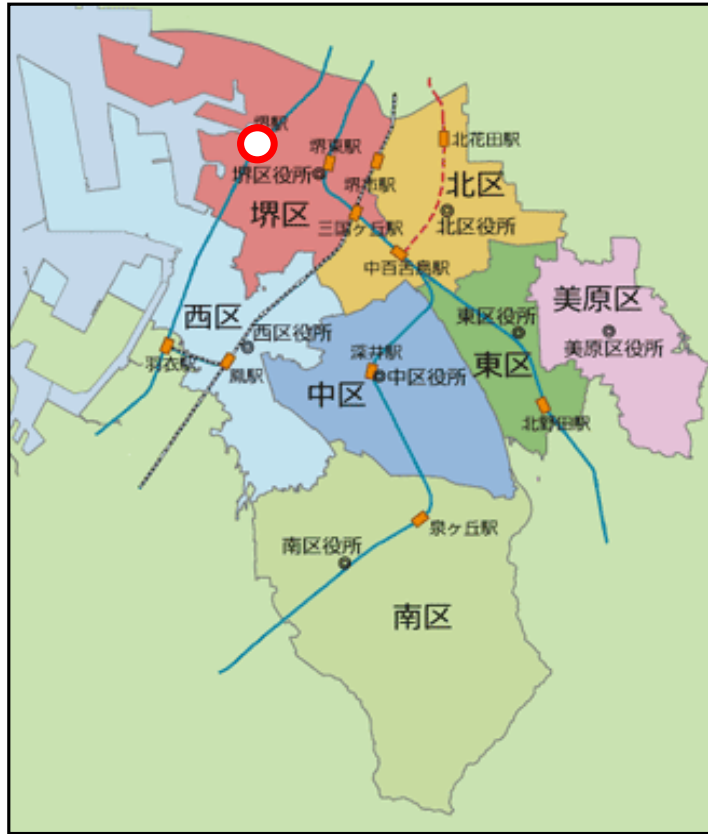 堺駅
北花田駅
堺東駅
堺区役所
堺市駅
北区
堺区
三国ヶ丘駅
北区役所
中百舌鳥駅
美原区
西区
西区役所
東区役所
美原区役所
羽衣駅
鳳駅
深井駅
中区役所
中区
東区
北野田駅
泉ヶ丘駅
南区役所
南区